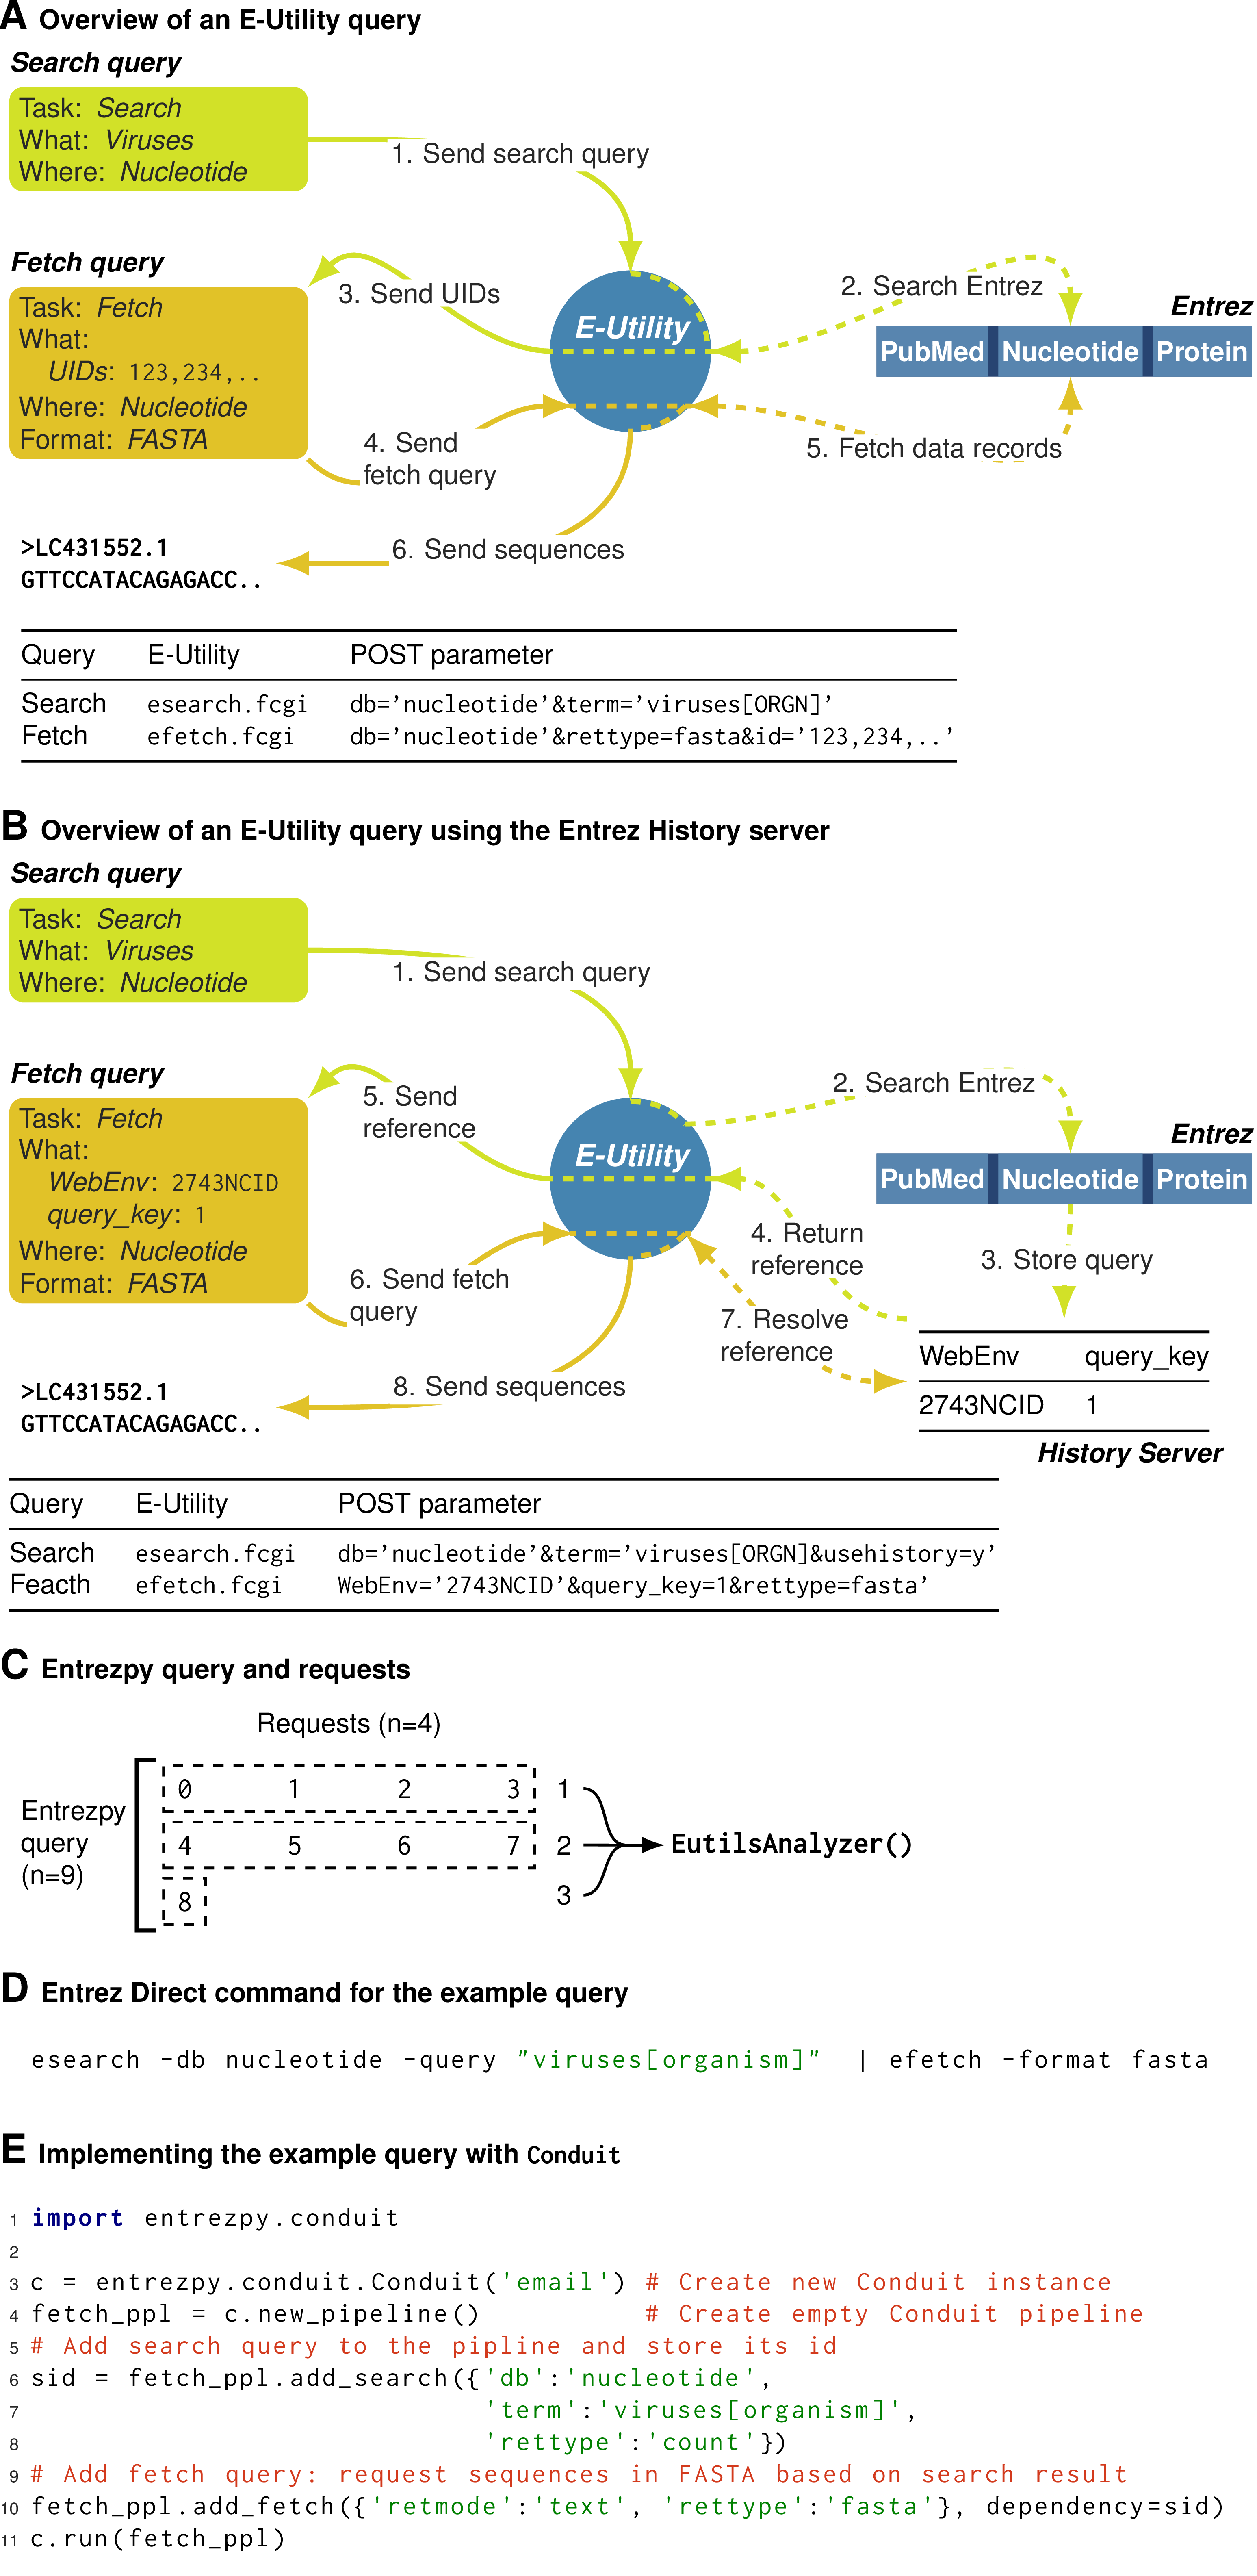 A Overview of an E-Utility query
Search query
Task: Search
What: Viruses
Where: Nucleotide
1. Send search query
Fetch query
Task: Fetch
What:
UIDs: 123,234,..
Where: Nucleotide
Format: FASTA
3. Send UIDs
E-Utility
2. Search Entrez
Entrez
PubMed Nucleotide Protein
4. Send
fetch query
5. Fetch data records
6. Send sequences
>LC431552.1
GTTCCATACAGAGACC..
Query E-Utility POST parameter
Search esearch.fcgi db='nucleotide'&term='viruses[ORGN]'
Fetch efetch.fcgi db='nucleotide'&rettype=fasta&id='123,234,..'
B Overview of an E-Utility query using the Entrez History server
Search query
Task: Search
What: Viruses
Where: Nucleotide
1. Send search query
Fetch query
Task: Fetch
What:
WebEnv: 2743NCID
query_key: 1
Where: Nucleotide
Format: FASTA
5. Send
reference
E-Utility
2. Search Entrez
Entrez
PubMed Nucleotide Protein
3. Store query
4. Return
reference
6. Send fetch
query
7. Resolve
reference
WebEnv query_key
2743NCID 1
History Server
8. Send sequences
>LC431552.1
GTTCCATACAGAGACC..
Query E-Utility POST parameter
Search esearch.fcgi db='nucleotide'&term='viruses[ORGN]&usehistory=y'
Feacth efetch.fcgi WebEnv='2743NCID'&query_key=1&rettype=fasta'
C Entrezpy query and requests
Requests (n=4)
Entrezpy
query
(n=9)
0 1 2 3 1
4 5 6 7 2
8 3
EutilsAnalyzer()
D Entrez Direct command for the example query
esearch -db nucleotide -query "viruses[organism]" | efetch -format fasta
E Implementing the example query with Conduit
1 import entrezpy.conduit
2
3 c = entrezpy.conduit.Conduit('email') # Create new Conduit instance
4 fetch_ppl = c.new_pipeline() # Create empty Conduit pipeline
5 # Add search query to the pipline and store its id
6 sid = fetch_ppl.add_search({'db':'nucleotide',
7 'term':'viruses[organism]',
8 'rettype':'count'})
9 # Add fetch query: request sequences in FASTA based on search result
10 fetch_ppl.add_fetch({'retmode':'text', 'rettype':'fasta'}, dependency=sid)
11 c.run(fetch_ppl)